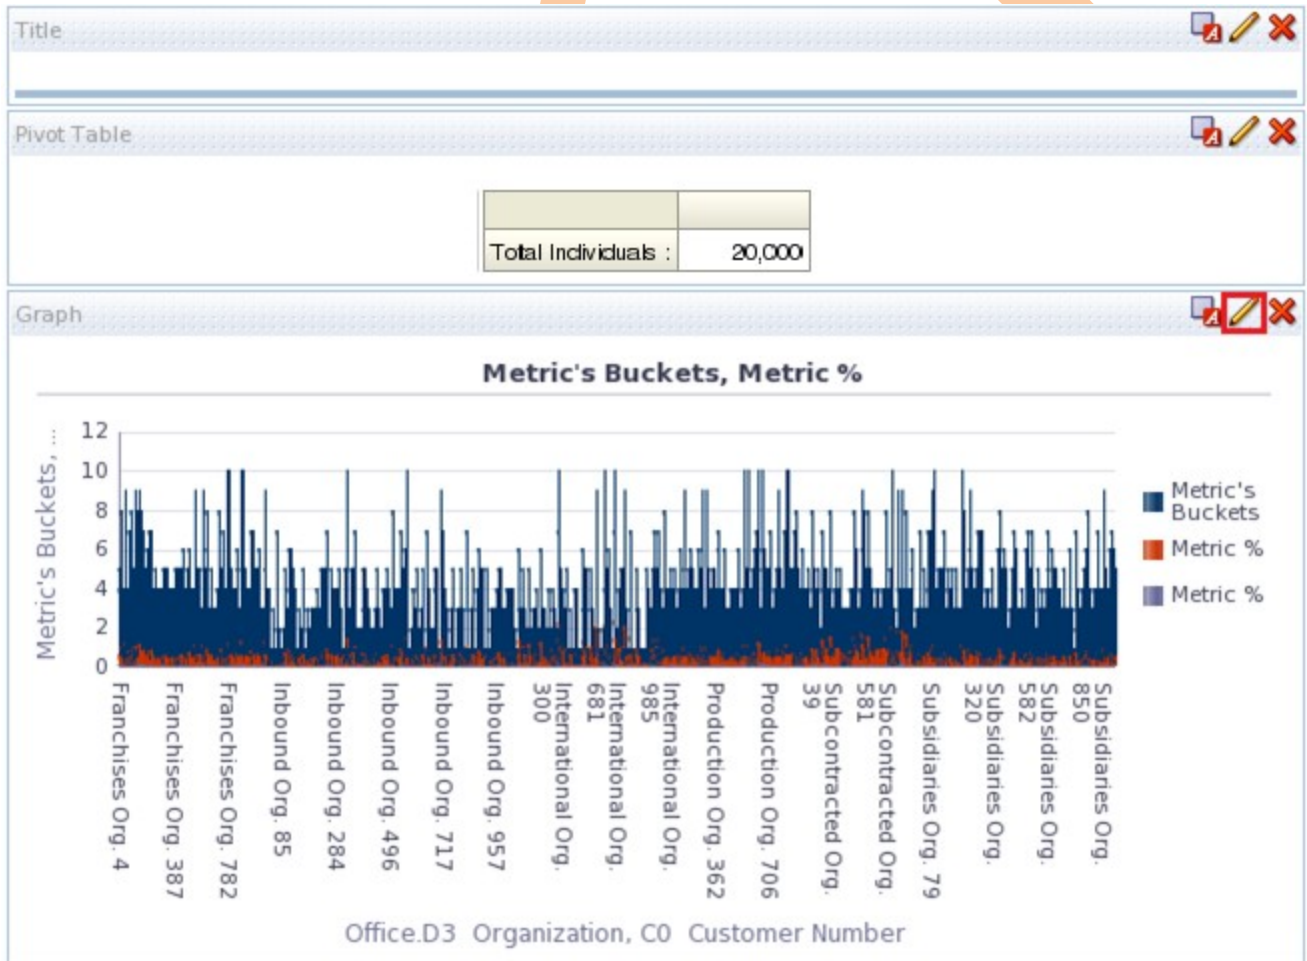 Title
Pivot Table
Total Individuals : 20,000
Graph
Metric's Buckets, Metric %
Metric's Buckets, ...
12
10
8
6
4
2
0
Metric's
Buckets
Metric %
Metric %
Franchises Org. 4
Franchises Org. 387
Franchises Org. 782
Inbound Org. 85
Inbound Org. 284
Inbound Org. 496
Inbound Org. 717
Inbound Org. 957
International Org.
300
International Org.
681
International Org.
985
Production Org. 362
Production Org. 706
Subcontracted Org.
39
Subcontracted Org.
581
Subsidiaries Org. 79
Subsidiaries Org.
320
Subsidiaries Org.
582
Subsidiaries Org.
850
Office.D3 Organization, C0 Customer Number